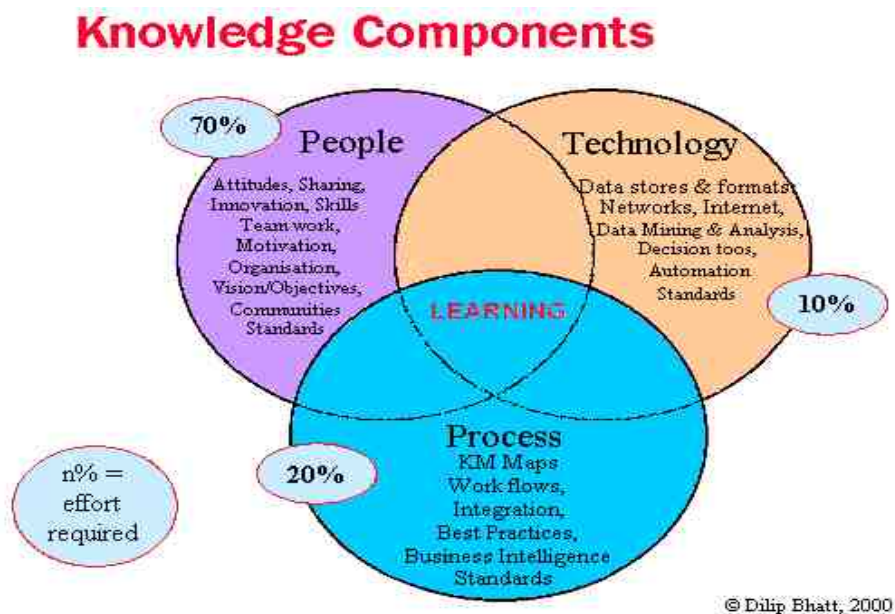 Knowledge Components
70%
People
Attitudes, Sharing,
Innovation, Skills
Team work,
Motivation,
Organisation,
Vision/Objectives,
Communities
Standards
Technology
Data stores & formats
Networks, Internet,
Data Mining & Analysis,
Decision toos,
Automation
Standards
10%
LEARNING
Process
KM Maps
Work flows,
Integration,
Best Practices,
Business Intelligence
Standards
20%
n% =
effort
required
© Dilip Bhatt, 2000